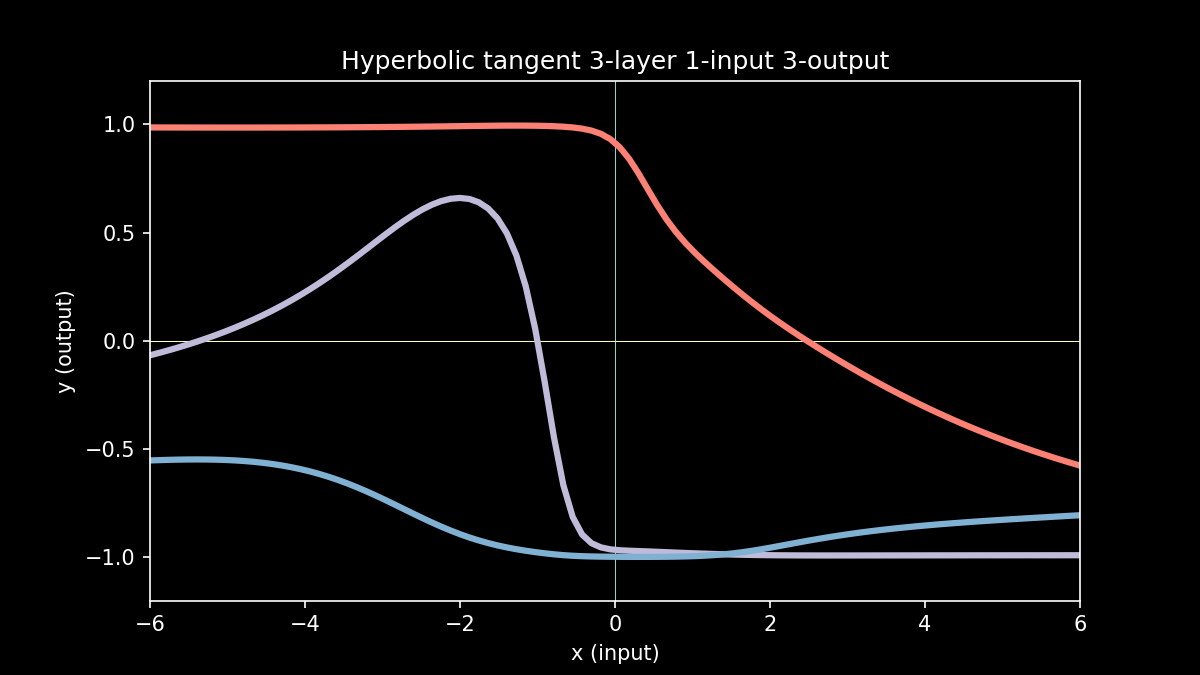 Hyperbolic tangent 3-layer 1-input 3-output
1.0
0.5
0.0
−0.5
−1.0
y (output)
−6 −4 −2 0 2 4 6
x (input)